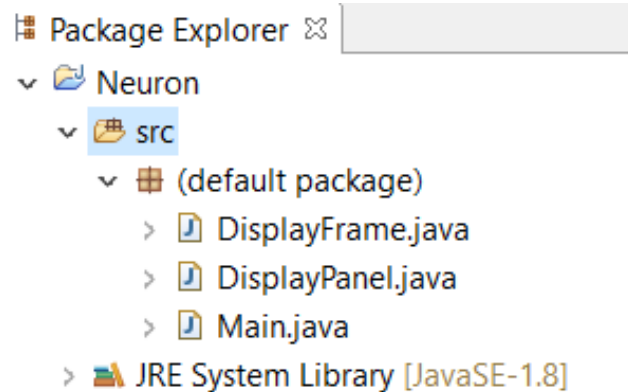 Package Explorer
Neuron
src
(default package)
DisplayFrame.java
DisplayPanel.java
Main.java
JRE System Library [JavaSE-1.8]